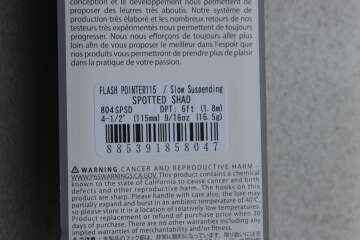 conception et le développement nous permettent de
proposer des leurres très aboutis. Notre système de
production très élaboré et les nombreux retours de nos
testeurs très expérimentés nous permettent de toujours
progresser. Nous nous efforçons de toujours aller plus
loin afin de vous proposer le meilleur dans l'espoir que
nos produits vous permettront de prendre plus de plaisir
dans la pratique de votre passion.
FLASH POINTER115 / Slow Suspending
SPOTTED SHAD
804SPSD DPT: 6ft (1.8m)
4-1/2" (115mm) 9/16oz (16.5g)
885391858047
⚠ WARNING: CANCER AND REPRODUCTIVE HARM -
WWW.P65WARNINGS.CA.GOV. This product contains a chemical
known to the state of California to cause cancer and birth
defects and other reproductive harm. The hooks on this
product are sharp. Please handle with care also, the lure may
partially expand and burst in an ambient temperature of 40℃,
so please store it in a location of relatively low temperatures.
Product replacement or refund of purchase price when 30
days of purchase. There are no other warranties including
any implied warranties of merchantability and / or fitness.